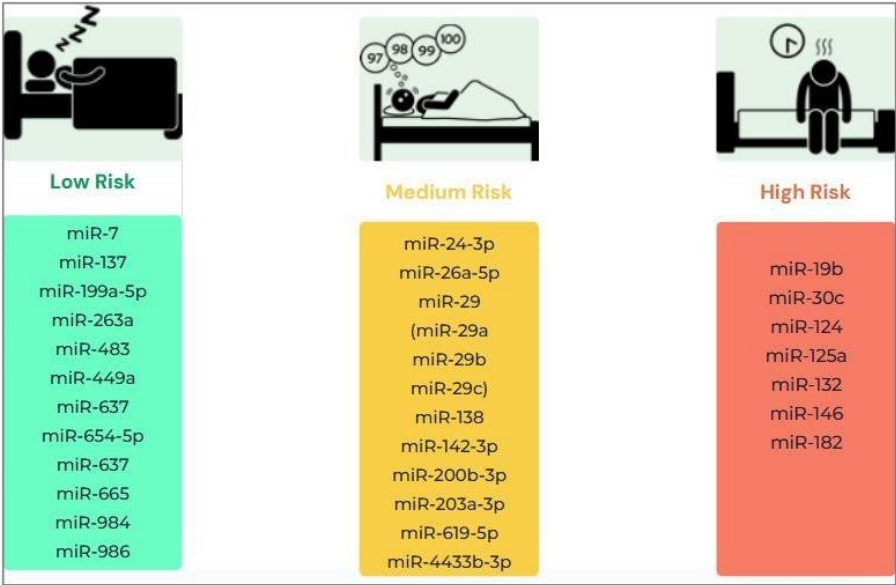 z z z z
97 98 99 100
Low Risk
miR-7
miR-137
miR-199a-5p
miR-263a
miR-483
miR-449a
miR-637
miR-654-5p
miR-637
miR-665
miR-984
miR-986
Medium Risk
miR-24-3p
miR-26a-5p
miR-29
(miR-29a
miR-29b
miR-29c)
miR-138
miR-142-3p
miR-200b-3p
miR-203a-3p
miR-619-5p
miR-4433b-3p
High Risk
miR-19b
miR-30c
miR-124
miR-125a
miR-132
miR-146
miR-182